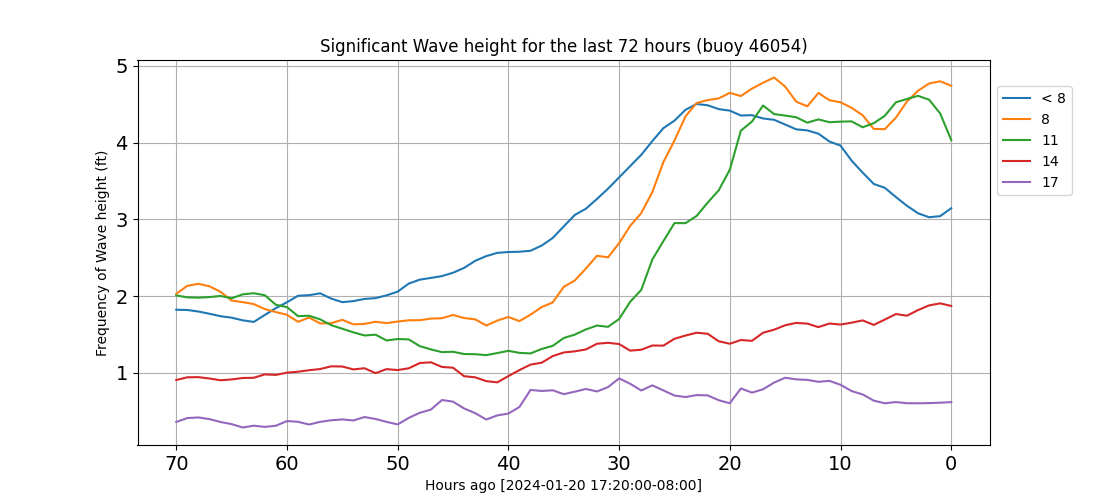 Significant Wave height for the last 72 hours (buoy 46054)
Frequency of Wave height (ft)
5
4
3
2
1
70 60 50 40 30 20 10 0
Hours ago [2024-01-20 17:20:00-08:00]
< 8
8
11
14
17